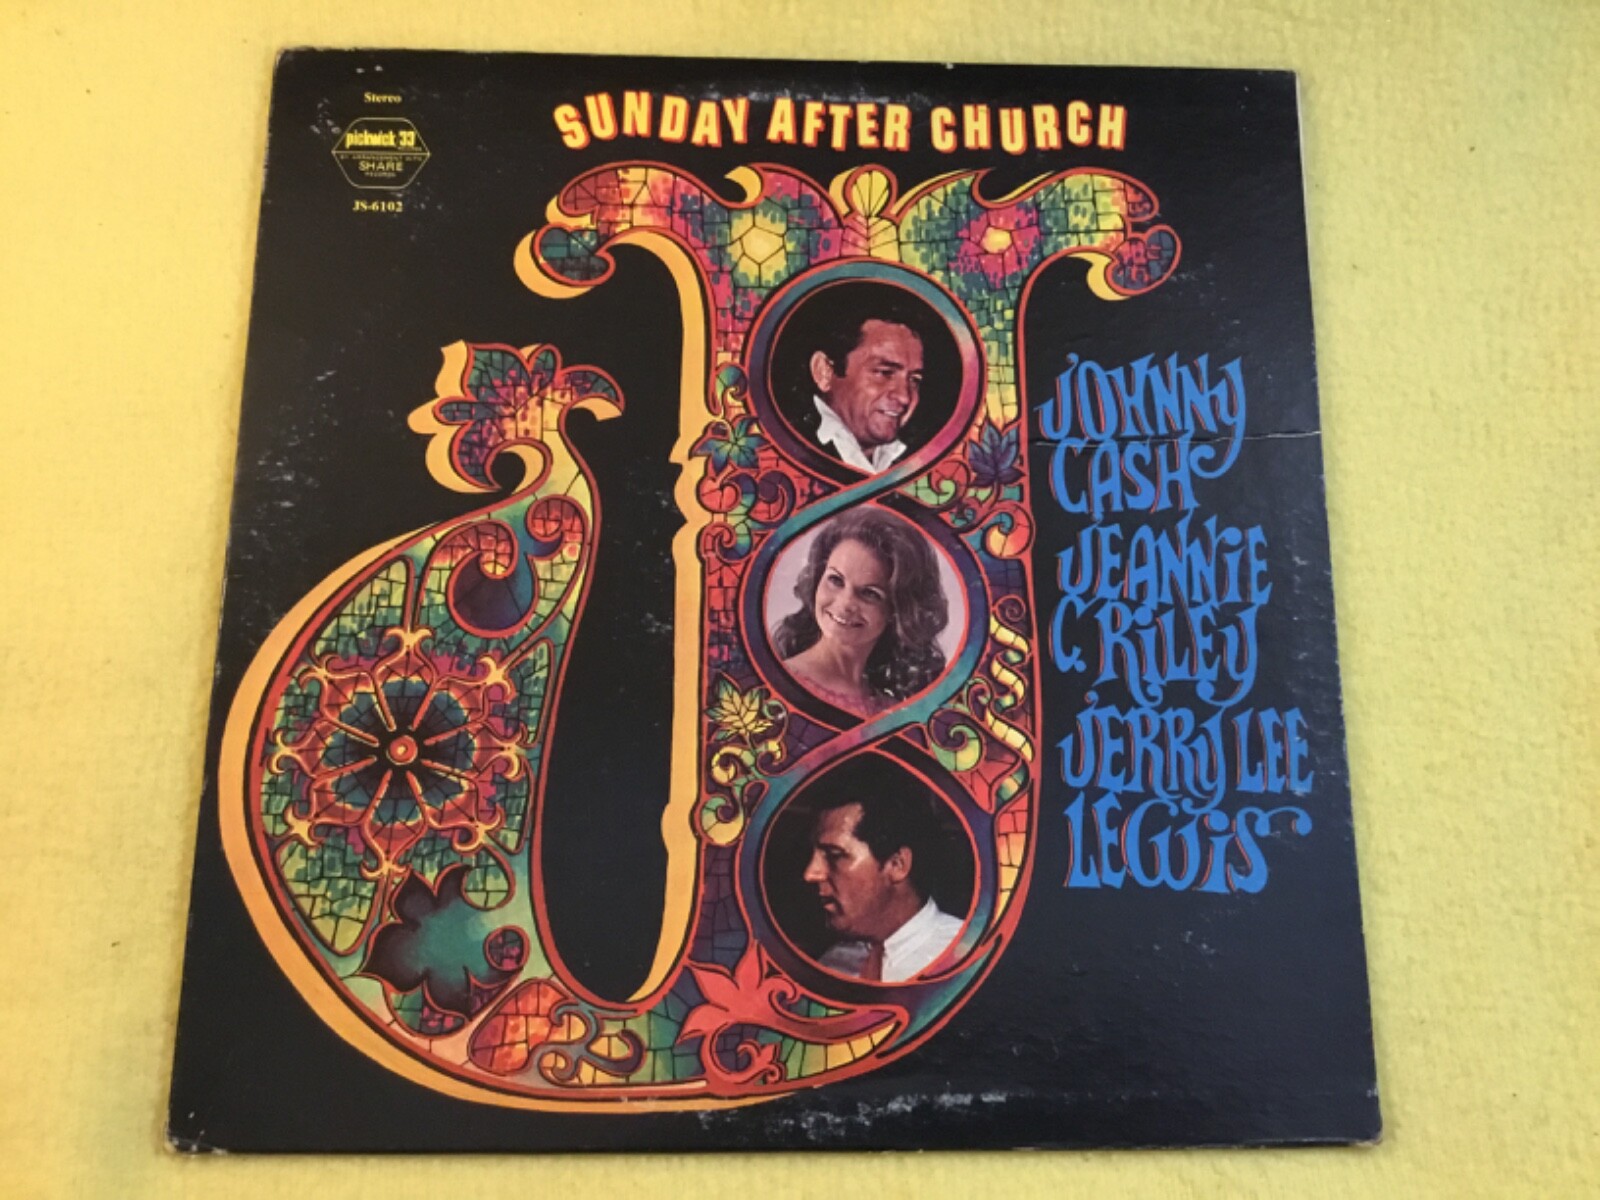 Stereo
pickwick 33
RECORDS
BY ARRANGEMENT WITH
SHARE
RECORDS
JS-6102
SUNDAY AFTER CHURCH
JOHNNY
CASH
JEANNIE
C. RILEY
JERRY LEE
LEWIS